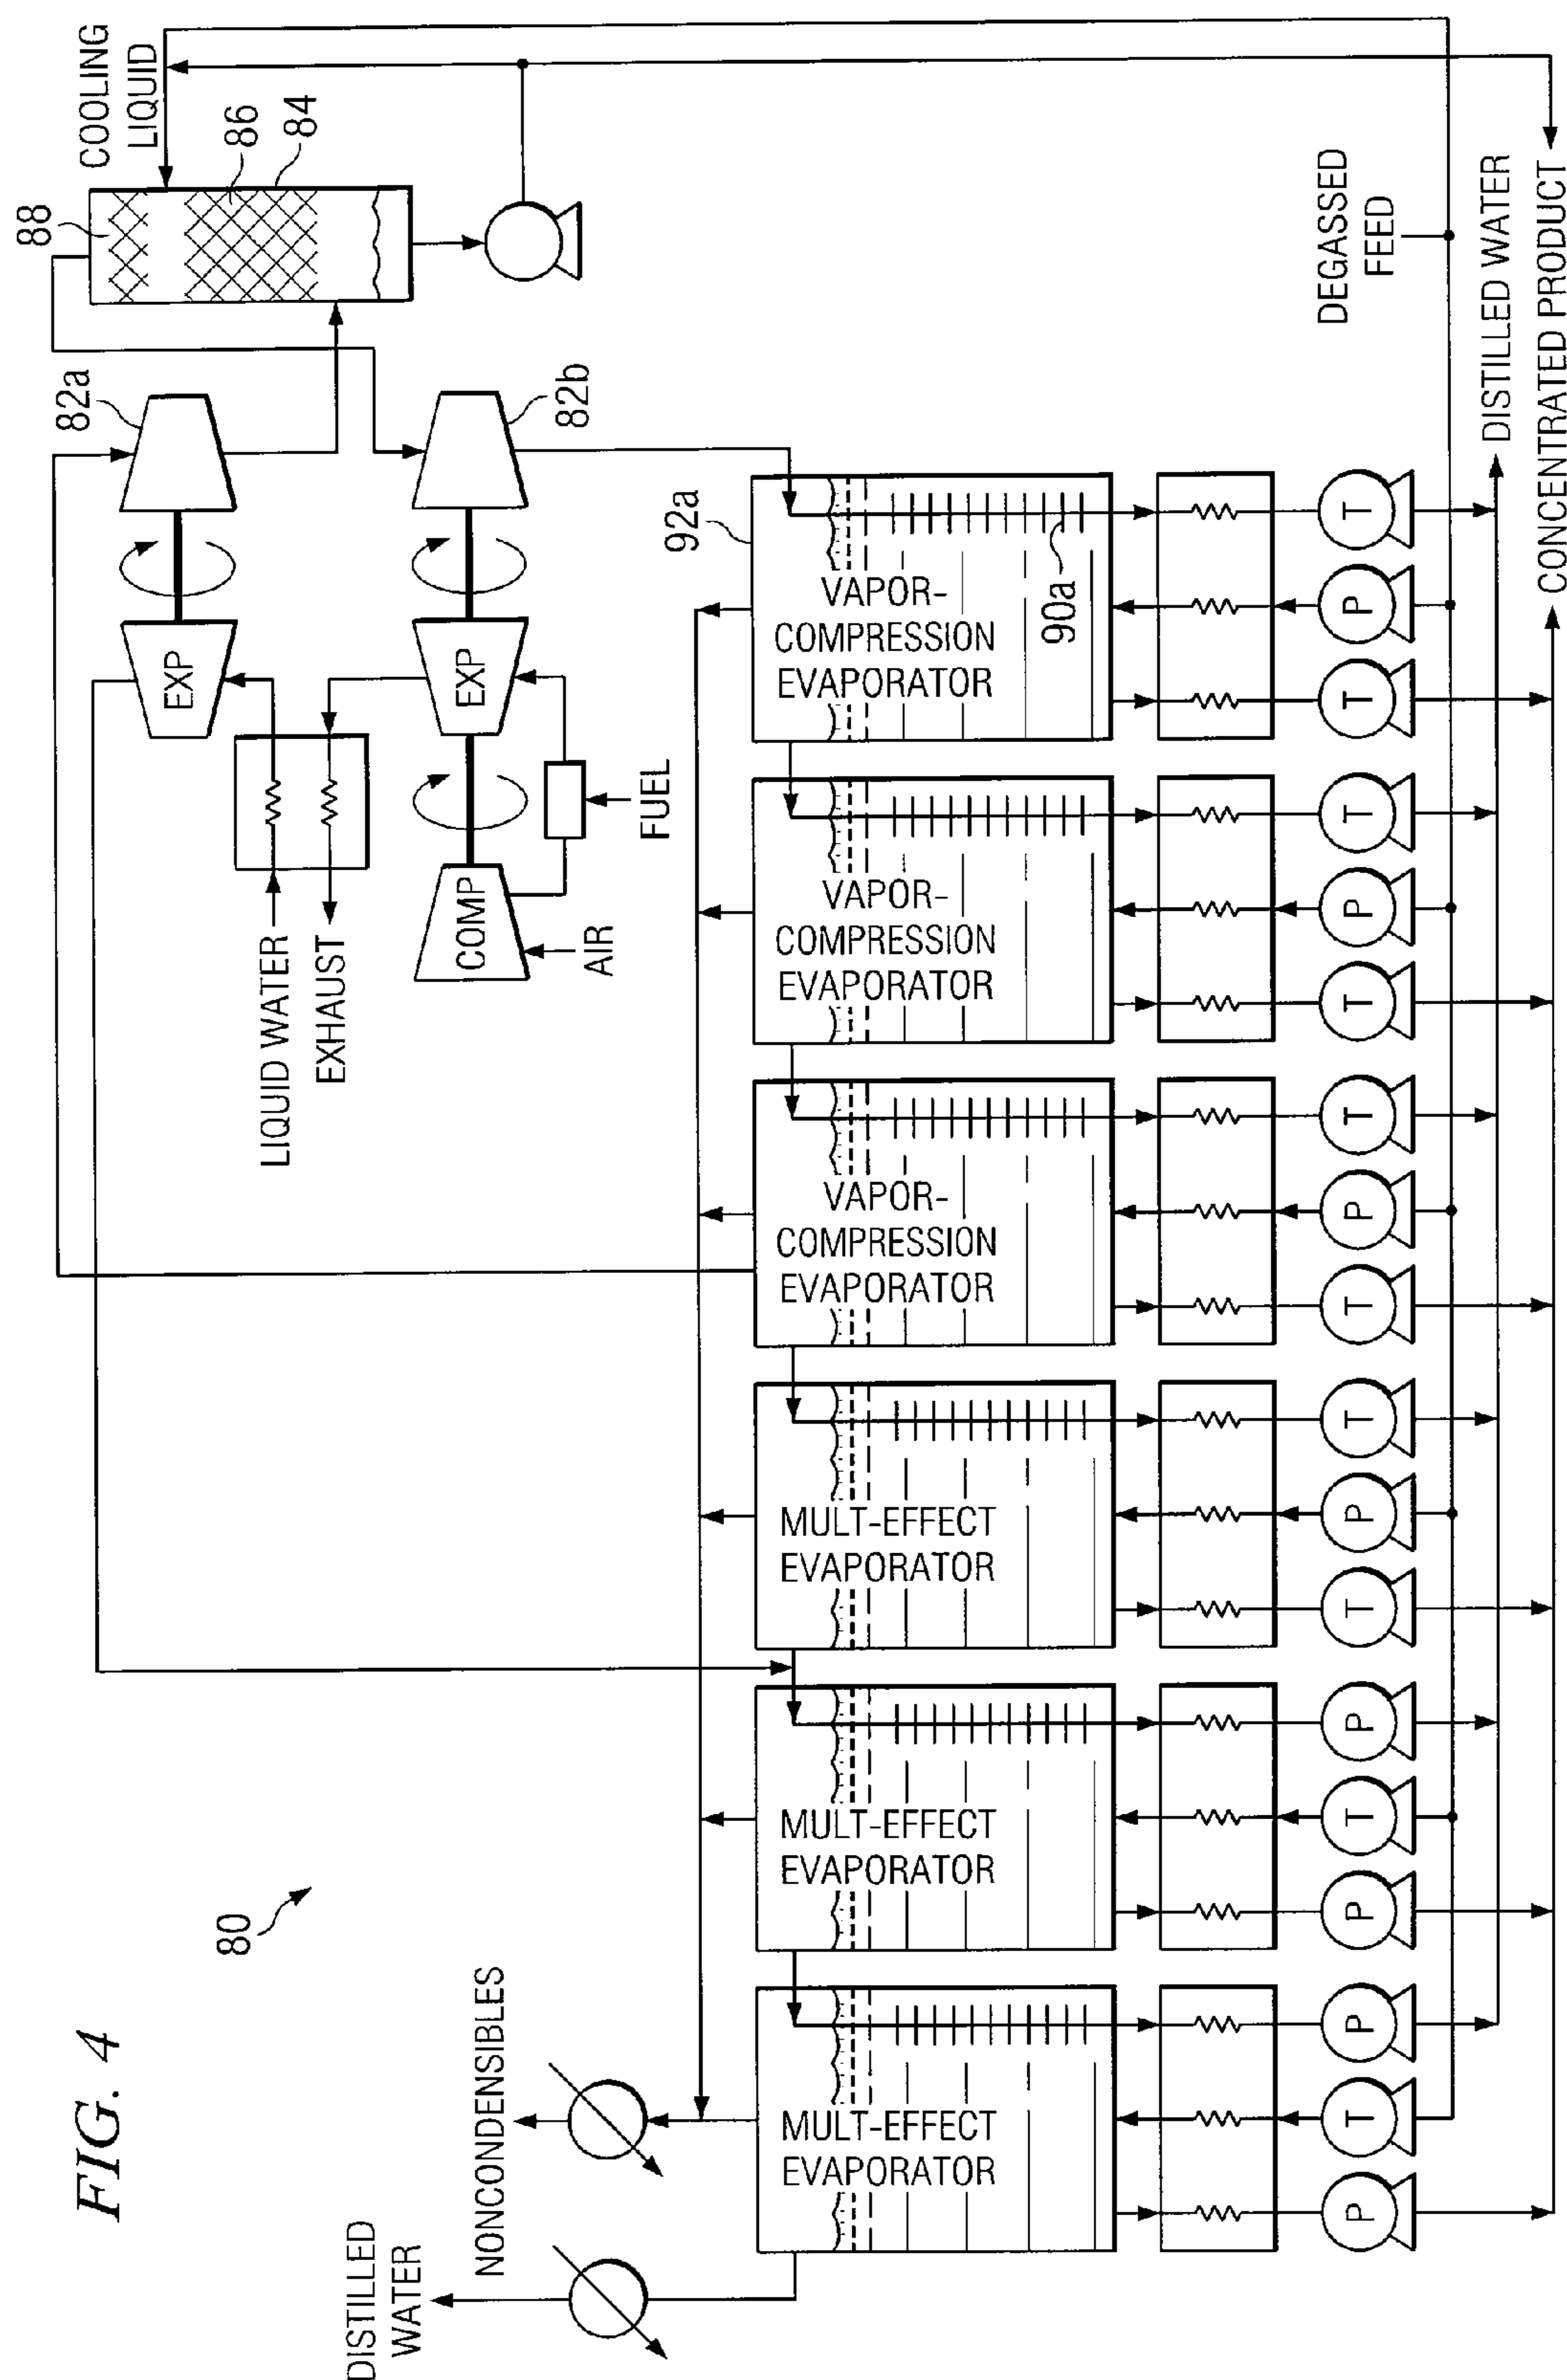 FIG. 4
80
DISTILLED
WATER
NONCONDENSIBLES
LIQUID WATER
EXHAUST
EXP
82a
COMP
EXP
82b
AIR
FUEL
88
COOLING
LIQUID
86
84
MULT-EFFECT
EVAPORATOR
MULT-EFFECT
EVAPORATOR
MULT-EFFECT
EVAPORATOR
VAPOR-
COMPRESSION
EVAPORATOR
VAPOR-
COMPRESSION
EVAPORATOR
VAPOR-
COMPRESSION
EVAPORATOR
92a
90a
P
T
P
P
T
P
T
P
T
T
P
T
T
P
T
T
P
T
DEGASSED
FEED
DISTILLED WATER
CONCENTRATED PRODUCT